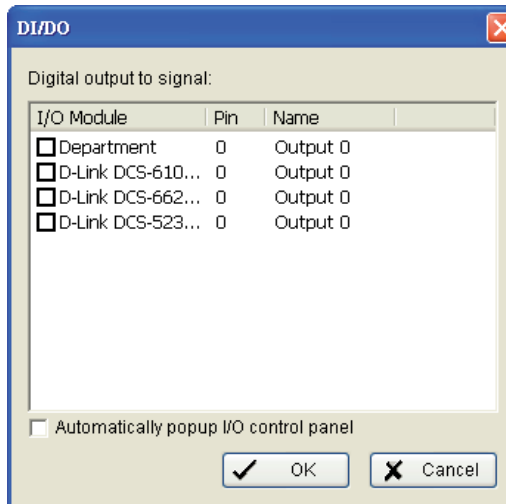 DI/DO
Digital output to signal:
I/O Module Pin Name
Department 0 Output 0
D-Link DCS-610... 0 Output 0
D-Link DCS-662... 0 Output 0
D-Link DCS-523... 0 Output 0
Automatically popup I/O control panel
OK Cancel